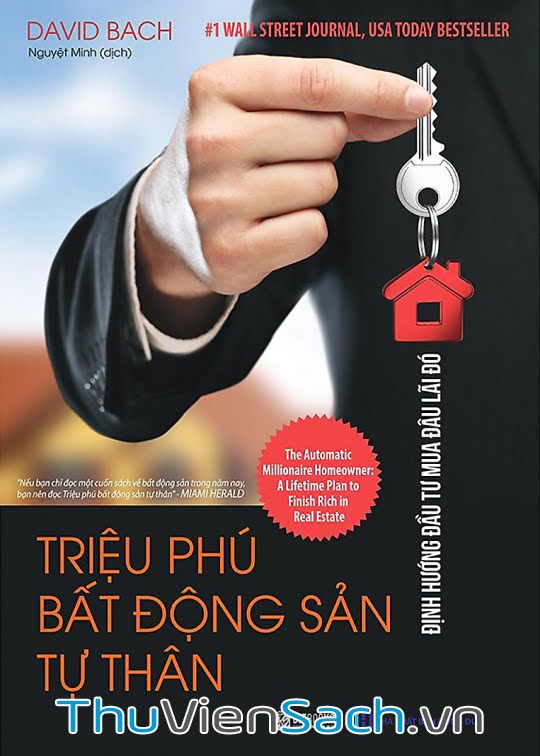 DAVID BACH
Nguyệt Minh (dịch)
#1 WALL STREET JOURNAL, USA TODAY BESTSELLER
ĐỊNH HƯỚNG ĐẦU TƯ MUA ĐÂU LÃI ĐÓ
The Automatic
Millionaire Homeowner:
A Lifetime Plan to
Finish Rich in
Real Estate
"Nếu bạn chỉ đọc một cuốn sách về bất động sản trong năm nay,
bạn nên đọc Triệu phú bất động sản tự thân" - MIAMI HERALD
TRIỆU PHÚ
BẤT ĐỘNG SẢN
TỰ THÂN
ThuVienSach.vn